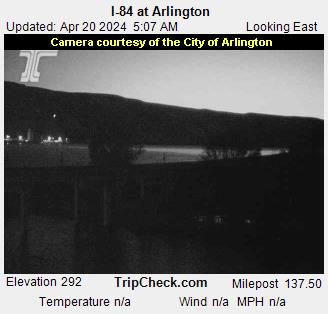 I-84 at Arlington
Updated: Apr 20 2024 5:07 AM Looking East
Camera courtesy of the City of Arlington
Elevation 292 TripCheck.com Milepost 137.50
Temperature n/a Wind n/a MPH n/a